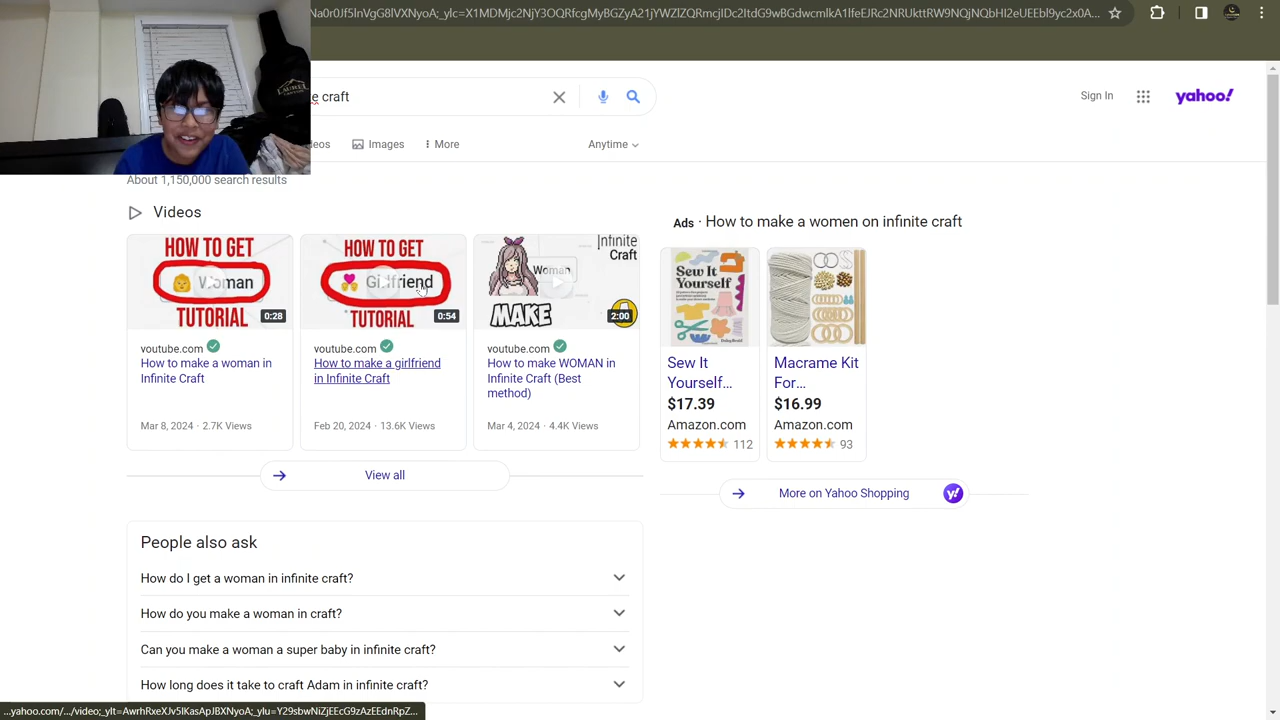 e craft
Sign In
yahoo!
eos
Images
More
Anytime
About 1,150,000 search results
Videos
HOW TO GET
Woman
TUTORIAL
0:28
youtube.com
How to make a woman in
Infinite Craft
Mar 8, 2024 · 2.7K Views
HOW TO GET
Girlfriend
TUTORIAL
0:54
youtube.com
How to make a girlfriend
in Infinite Craft
Feb 20, 2024 · 13.6K Views
Infinite
Craft
Woman
MAKE
2:00
youtube.com
How to make WOMAN in
Infinite Craft (Best
method)
Mar 4, 2024 · 4.4K Views
View all
Ads · How to make a women on infinite craft
Sew It
Yourself
Sew It
Yourself...
$17.39
Amazon.com
112
Macrame Kit
For...
$16.99
Amazon.com
93
More on Yahoo Shopping
y!
People also ask
How do I get a woman in infinite craft?
How do you make a woman in craft?
Can you make a woman a super baby in infinite craft?
How long does it take to craft Adam in infinite craft?